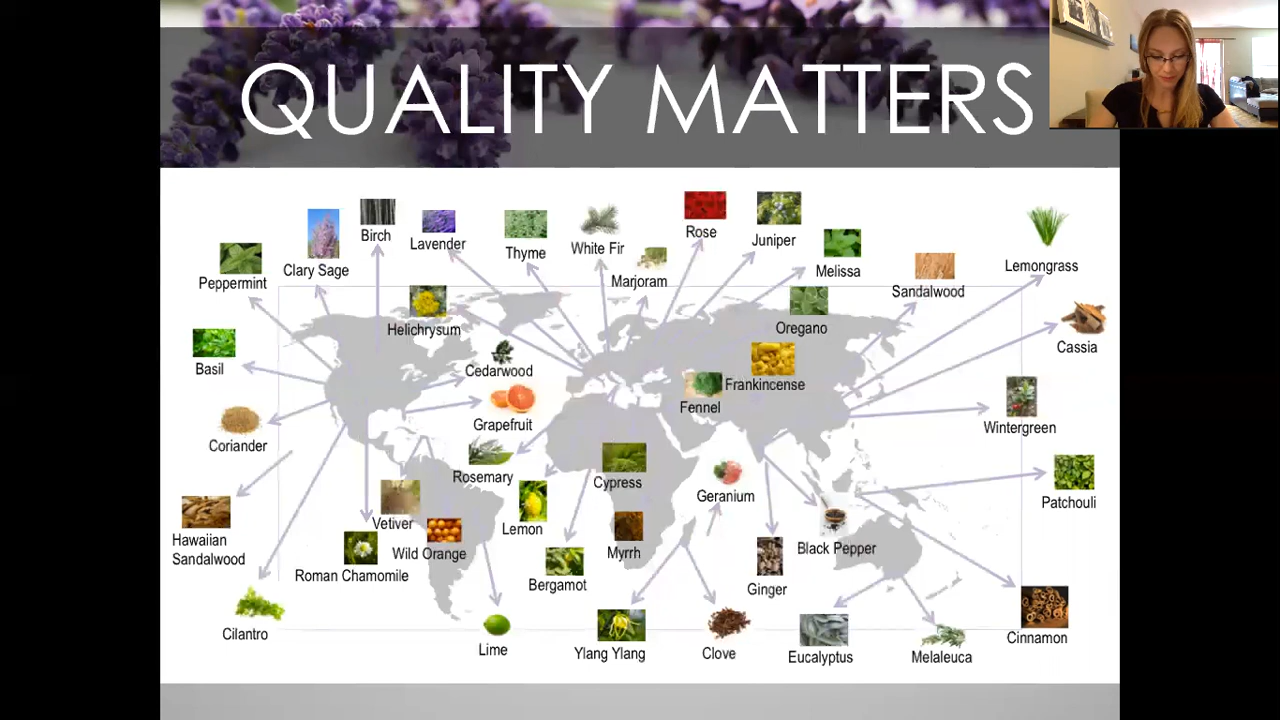 QUALITY MATTERS
Peppermint
Clary Sage
Birch
Lavender
Thyme
White Fir
Marjoram
Rose
Juniper
Melissa
Sandalwood
Lemongrass
Helichrysum
Oregano
Cassia
Basil
Cedarwood
Frankincense
Fennel
Grapefruit
Coriander
Wintergreen
Rosemary
Cypress
Geranium
Patchouli
Hawaiian
Sandalwood
Vetiver
Wild Orange
Lemon
Myrrh
Black Pepper
Roman Chamomile
Bergamot
Ginger
Cilantro
Lime
Ylang Ylang
Clove
Eucalyptus
Melaleuca
Cinnamon